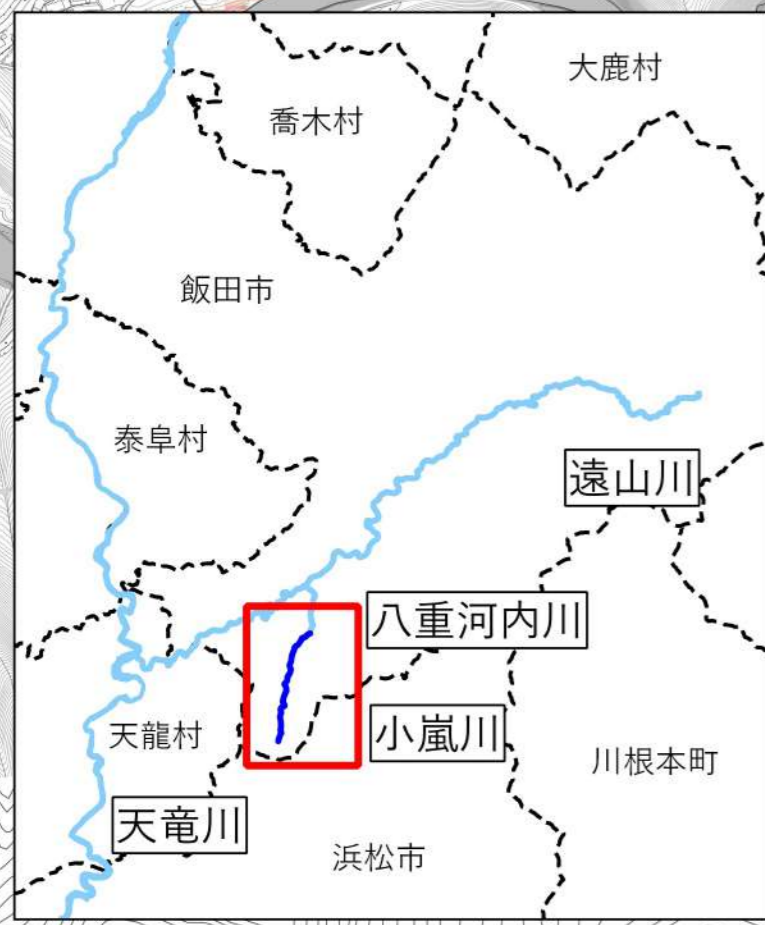 大鹿村
喬木村
飯田市
泰阜村
遠山川
八重河内川
小嵐川
天龍村
川根本町
天竜川
浜松市